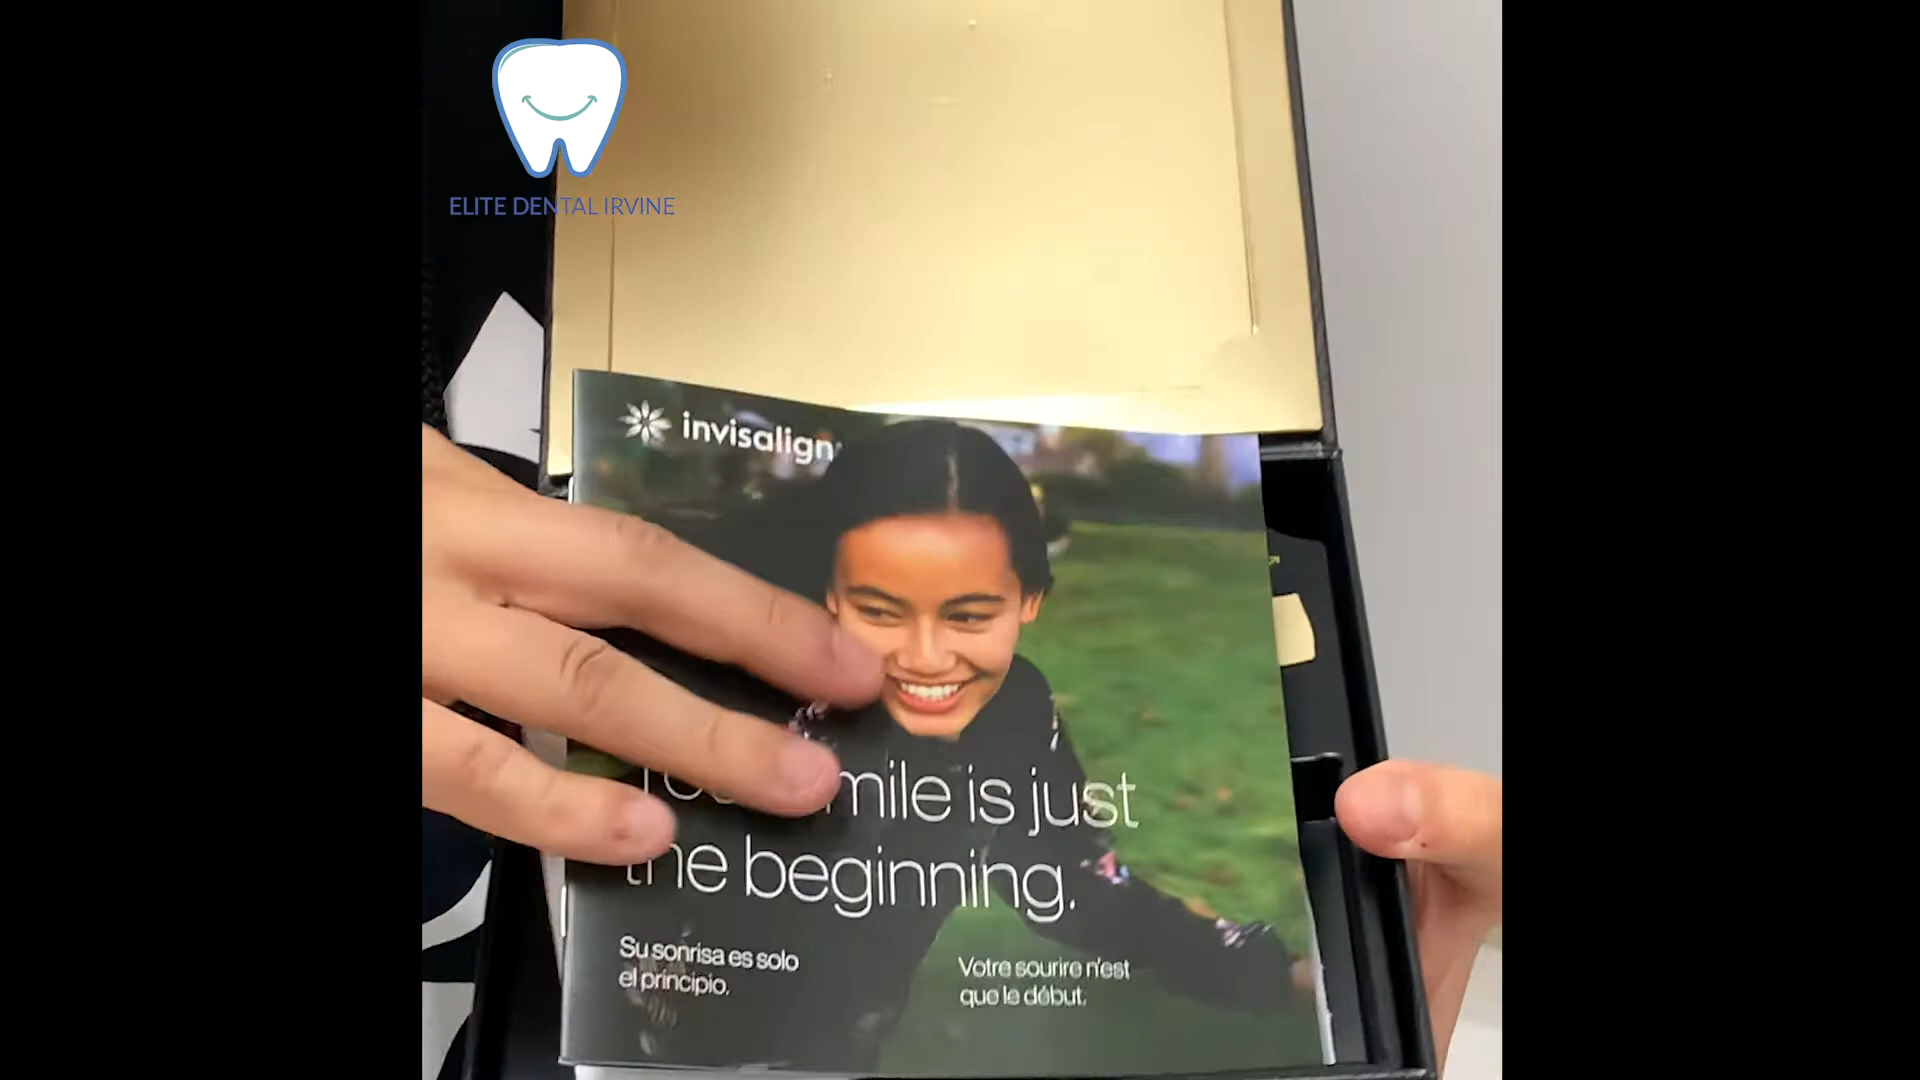 ELITE DENTAL IRVINE
invisalign
is just
the beginning.
Su sonrisa es solo
el principio.
Votre sourire n'est
que le début.